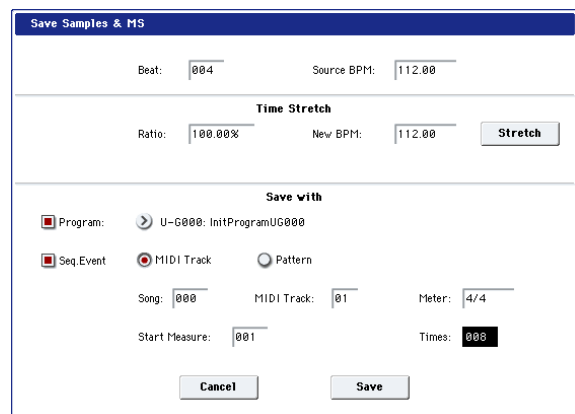 Save Samples & MS
Beat: 004 Source BPM: 112.00
Time Stretch
Ratio: 100.00% New BPM: 112.00 Stretch
Save with
Program: U-G000: InitProgramUG000
Seq.Event MIDI Track Pattern
Song: 000 MIDI Track: 01 Meter: 4/4
Start Measure: 001 Times: 008
Cancel Save